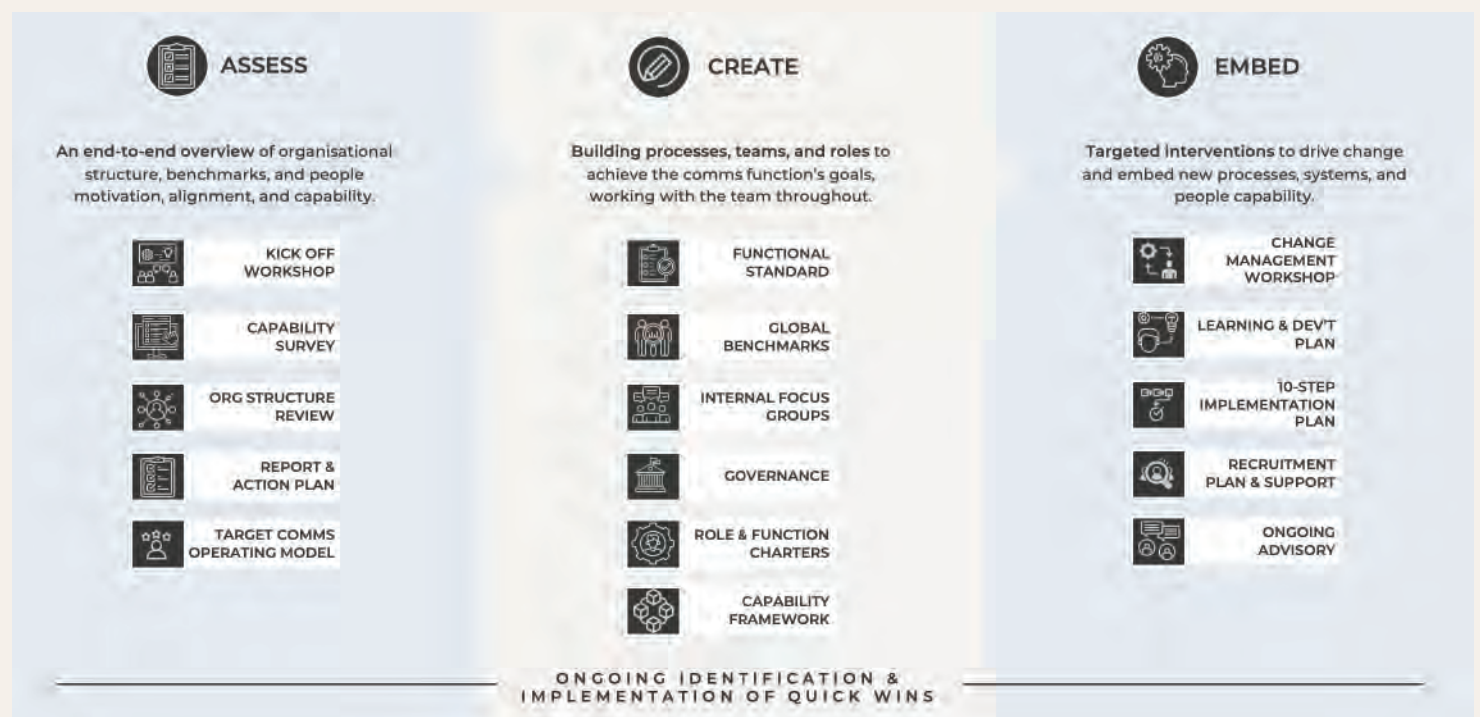 ASSESS
An end-to-end overview of organisational
structure, benchmarks, and people
motivation, alignment, and capability.
KICK OFF
WORKSHOP
CAPABILITY
SURVEY
ORG STRUCTURE
REVIEW
REPORT &
ACTION PLAN
TARGET COMMS
OPERATING MODEL
CREATE
Building processes, teams, and roles to
achieve the comms function's goals,
working with the team throughout.
FUNCTIONAL
STANDARD
GLOBAL
BENCHMARKS
INTERNAL FOCUS
GROUPS
GOVERNANCE
ROLE & FUNCTION
CHARTERS
CAPABILITY
FRAMEWORK
EMBED
Targeted interventions to drive change
and embed new processes, systems, and
people capability.
CHANGE
MANAGEMENT
WORKSHOP
LEARNING & DEV'T
PLAN
10-STEP
IMPLEMENTATION
PLAN
RECRUITMENT
PLAN & SUPPORT
ONGOING
ADVISORY
ONGOING IDENTIFICATION &
IMPLEMENTATION OF QUICK WINS